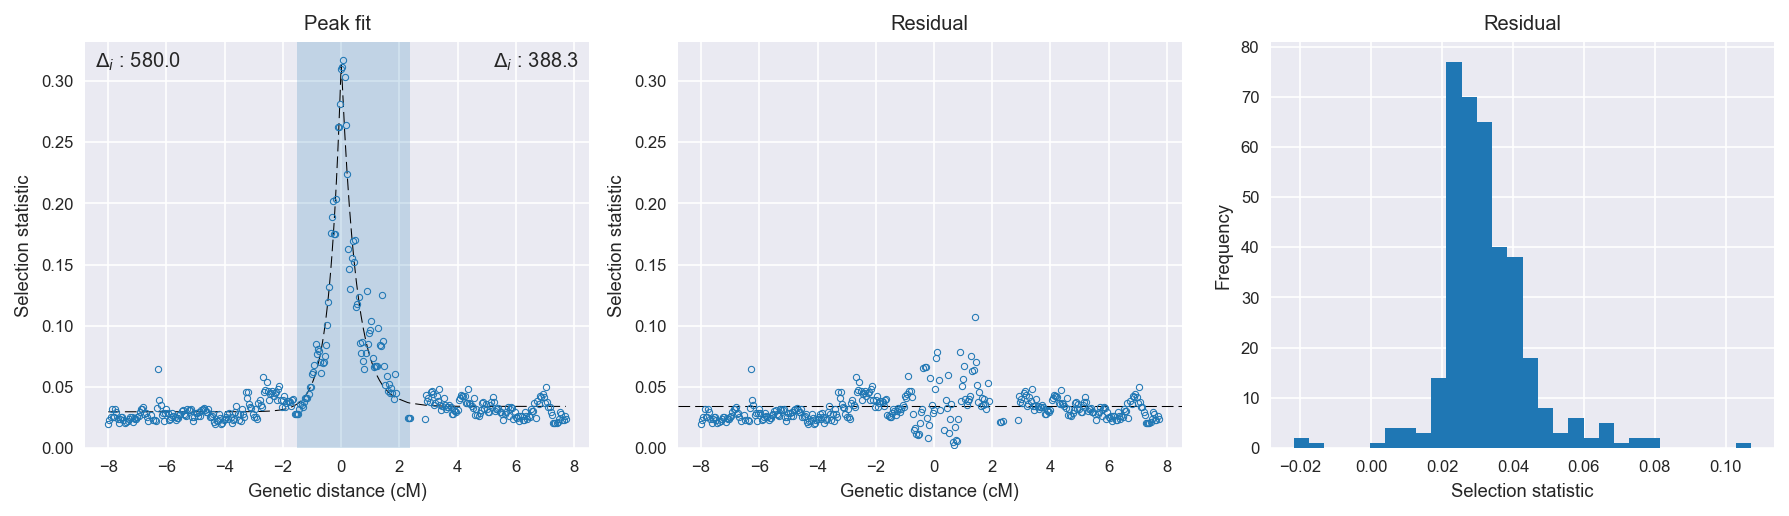 Peak fit
Δi : 580.0
Δi : 388.3
Selection statistic
0.30
0.25
0.20
0.15
0.10
0.05
0.00
−8 −6 −4 −2 0 2 4 6 8
Genetic distance (cM)
Residual
Selection statistic
0.30
0.25
0.20
0.15
0.10
0.05
0.00
−8 −6 −4 −2 0 2 4 6 8
Genetic distance (cM)
Residual
Frequency
80
70
60
50
40
30
20
10
0
−0.02 0.00 0.02 0.04 0.06 0.08 0.10
Selection statistic